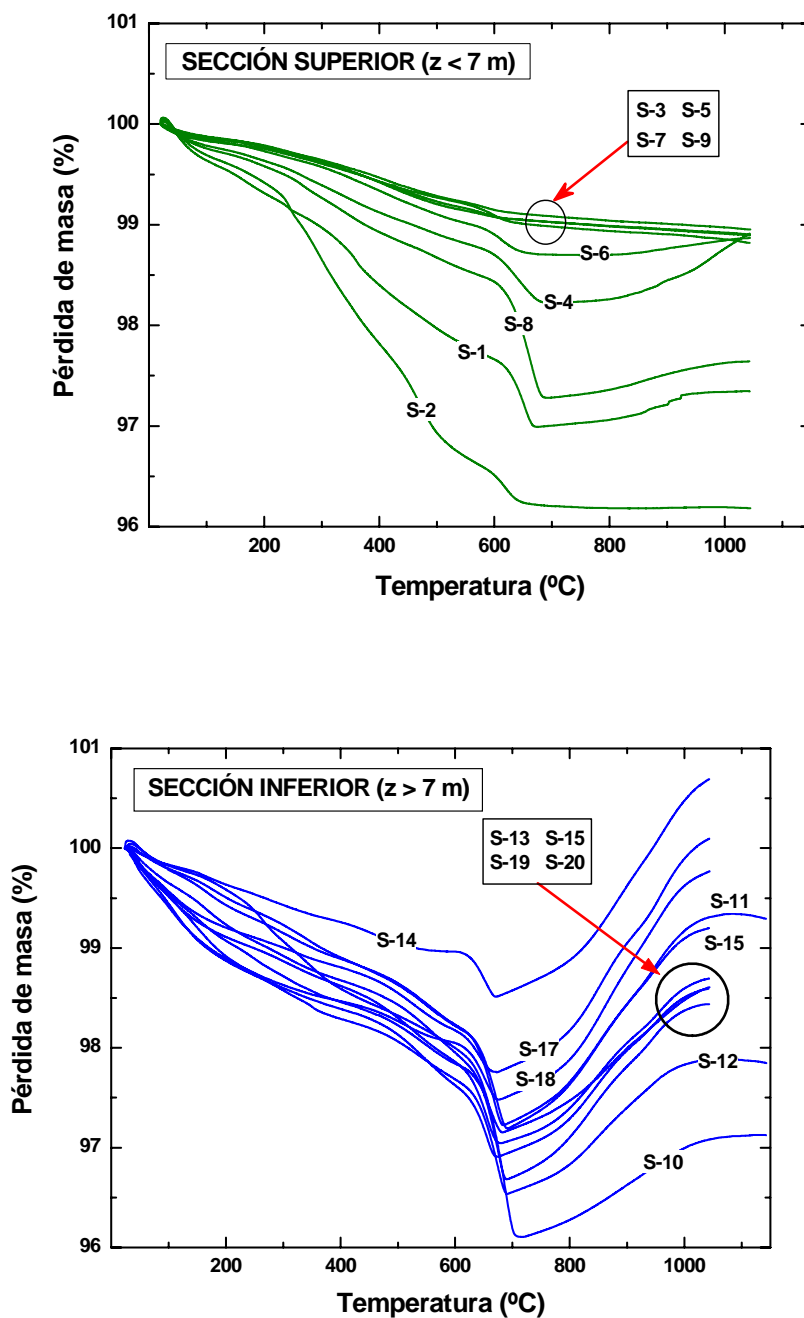 101
SECCIÓN SUPERIOR (z < 7 m)
S-3 S-5
S-7 S-9
100
99
S-6
S-4
98
S-8
S-1
S-2
97
96
Pérdida de masa (%)
200 400 600 800 1000
Temperatura (ºC)
101
SECCIÓN INFERIOR (z > 7 m)
S-13 S-15
S-19 S-20
100
S-11
99
S-14
S-15
98
S-17
S-12
S-18
97
S-10
96
Pérdida de masa (%)
200 400 600 800 1000
Temperatura (ºC)